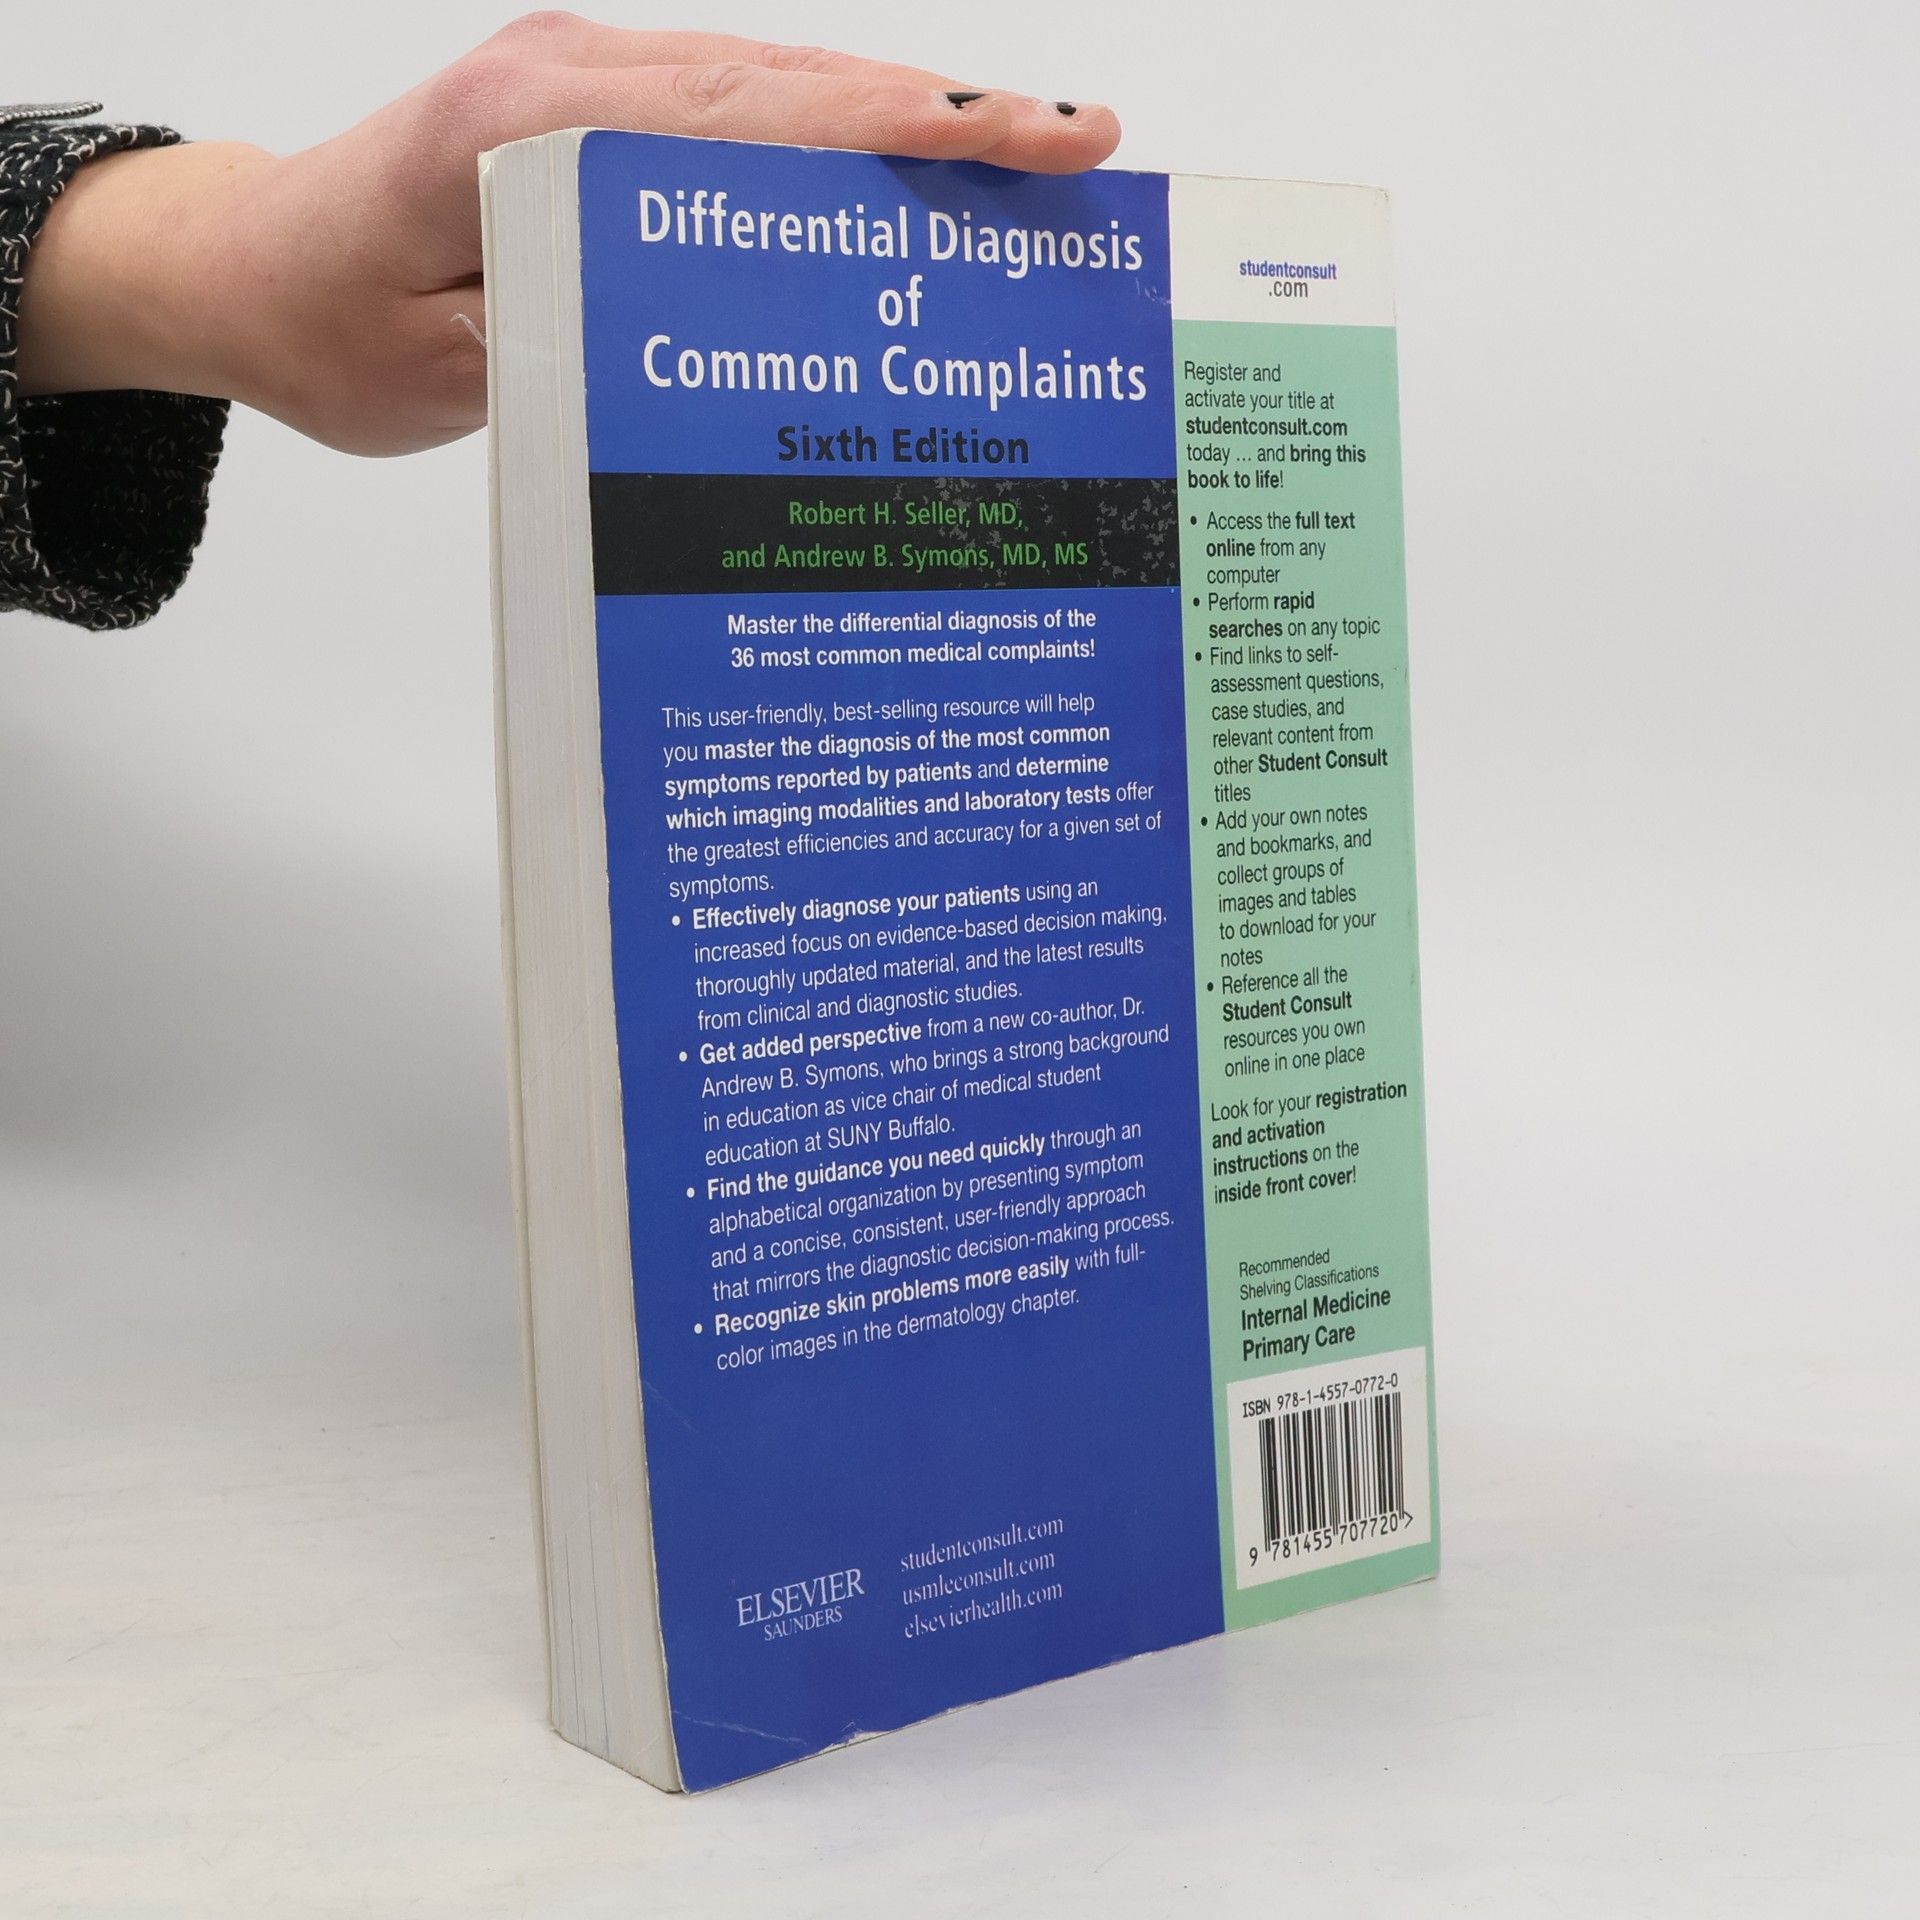 Differential Diagnosis
of
Common Complaints
Sixth Edition
Robert H. Seller, MD,
and Andrew B. Symons, MD, MS
Master the differential diagnosis of the
36 most common medical complaints!
This user-friendly, best-selling resource will help
you master the diagnosis of the most common
symptoms reported by patients and determine
which imaging modalities and laboratory tests offer
the greatest efficiencies and accuracy for a given set of
symptoms.
• Effectively diagnose your patients using an
increased focus on evidence-based decision making,
thoroughly updated material, and the latest results
from clinical and diagnostic studies.
• Get added perspective from a new co-author, Dr.
Andrew B. Symons, who brings a strong background
in education as vice chair of medical student
education at SUNY Buffalo.
• Find the guidance you need quickly through an
alphabetical organization by presenting symptom
and a concise, consistent, user-friendly approach
that mirrors the diagnostic decision-making process.
• Recognize skin problems more easily with full-
color images in the dermatology chapter.
ELSEVIER
SAUNDERS
studentconsult.com
usmleconsult.com
elsevierhealth.com
studentconsult
.com
Register and
activate your title at
studentconsult.com
today ... and bring this
book to life!
• Access the full text
online from any
computer
• Perform rapid
searches on any topic
• Find links to self-
assessment questions,
case studies, and
relevant content from
other Student Consult
titles
• Add your own notes
and bookmarks, and
collect groups of
images and tables
to download for your
notes
• Reference all the
Student Consult
resources you own
online in one place
Look for your registration
and activation
instructions on the
inside front cover!
Recommended
Shelving Classifications
Internal Medicine
Primary Care
ISBN 978-1-4557-0772-0
9 781455 707720 >